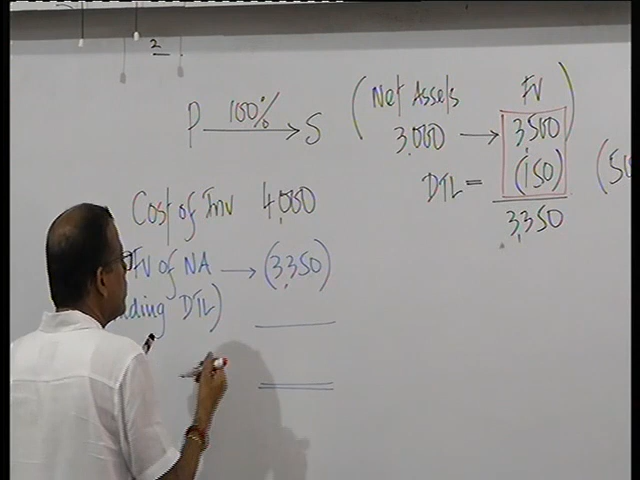 2
P 100% S
(Net Assets FV)
3,000 → 3,500
(150) (50
DTL =
3,350
Cost of Inv 4,000
FV of NA → (3,350)
DTL)